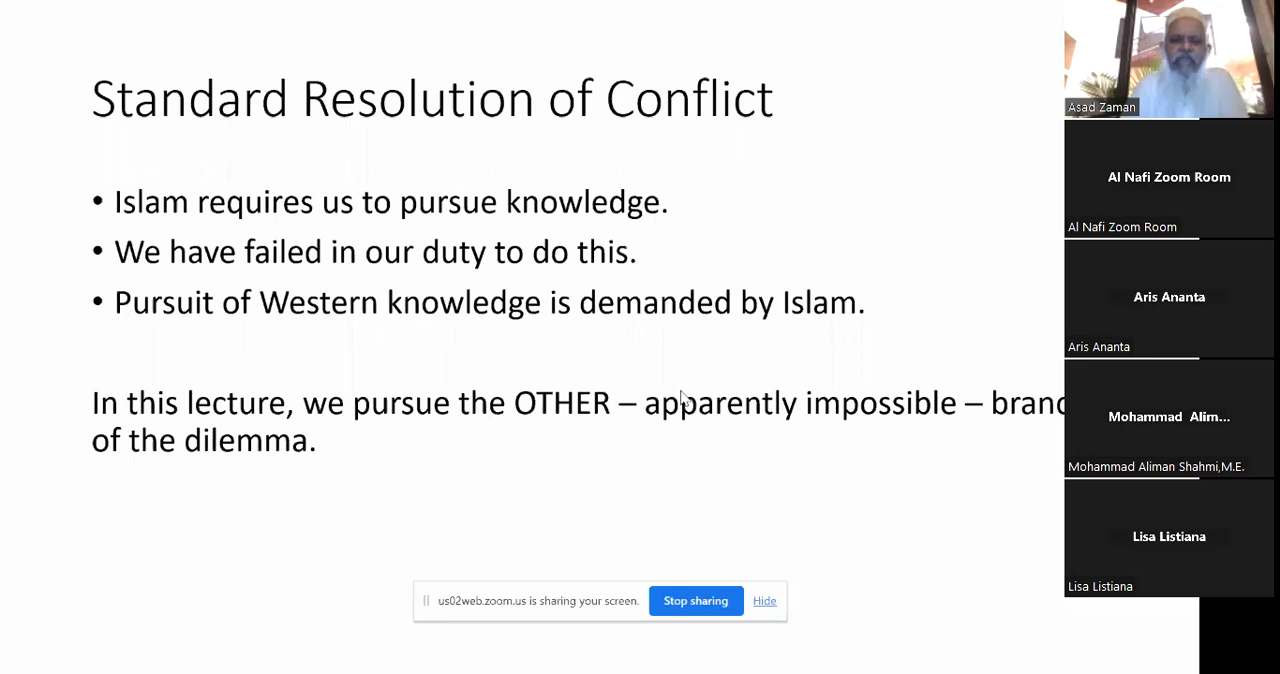 Standard Resolution of Conflict
• Islam requires us to pursue knowledge.
• We have failed in our duty to do this.
• Pursuit of Western knowledge is demanded by Islam.
In this lecture, we pursue the OTHER – apparently impossible – branc
of the dilemma.
us02web.zoom.us is sharing your screen. Stop sharing Hide
Asad Zaman
Al Nafi Zoom Room
Al Nafi Zoom Room
Aris Ananta
Aris Ananta
Mohammad Alim...
Mohammad Aliman Shahmi,M.E.
Lisa Listiana
Lisa Listiana